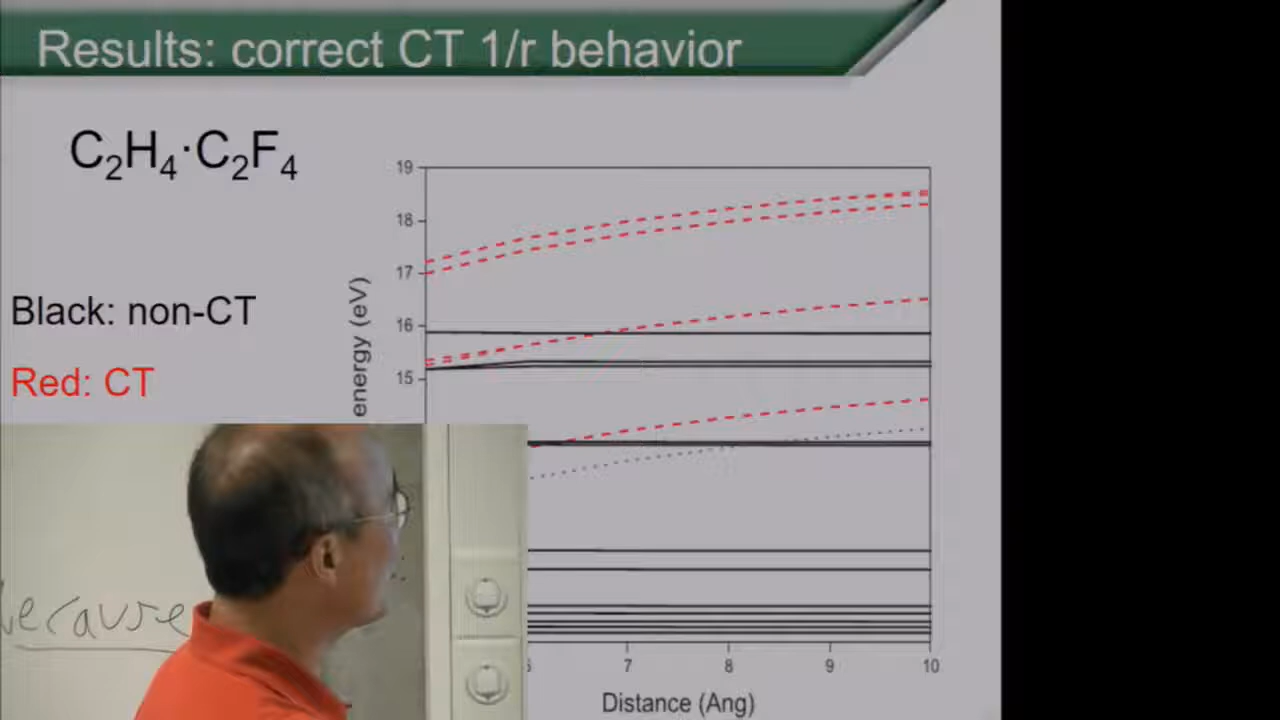 Results: correct CT 1/r behavior
C₂H₄·C₂F₄
Black: non-CT
Red: CT
19
18
17
16
15
energy (eV)
because
7 8 9 10
Distance (Ang)